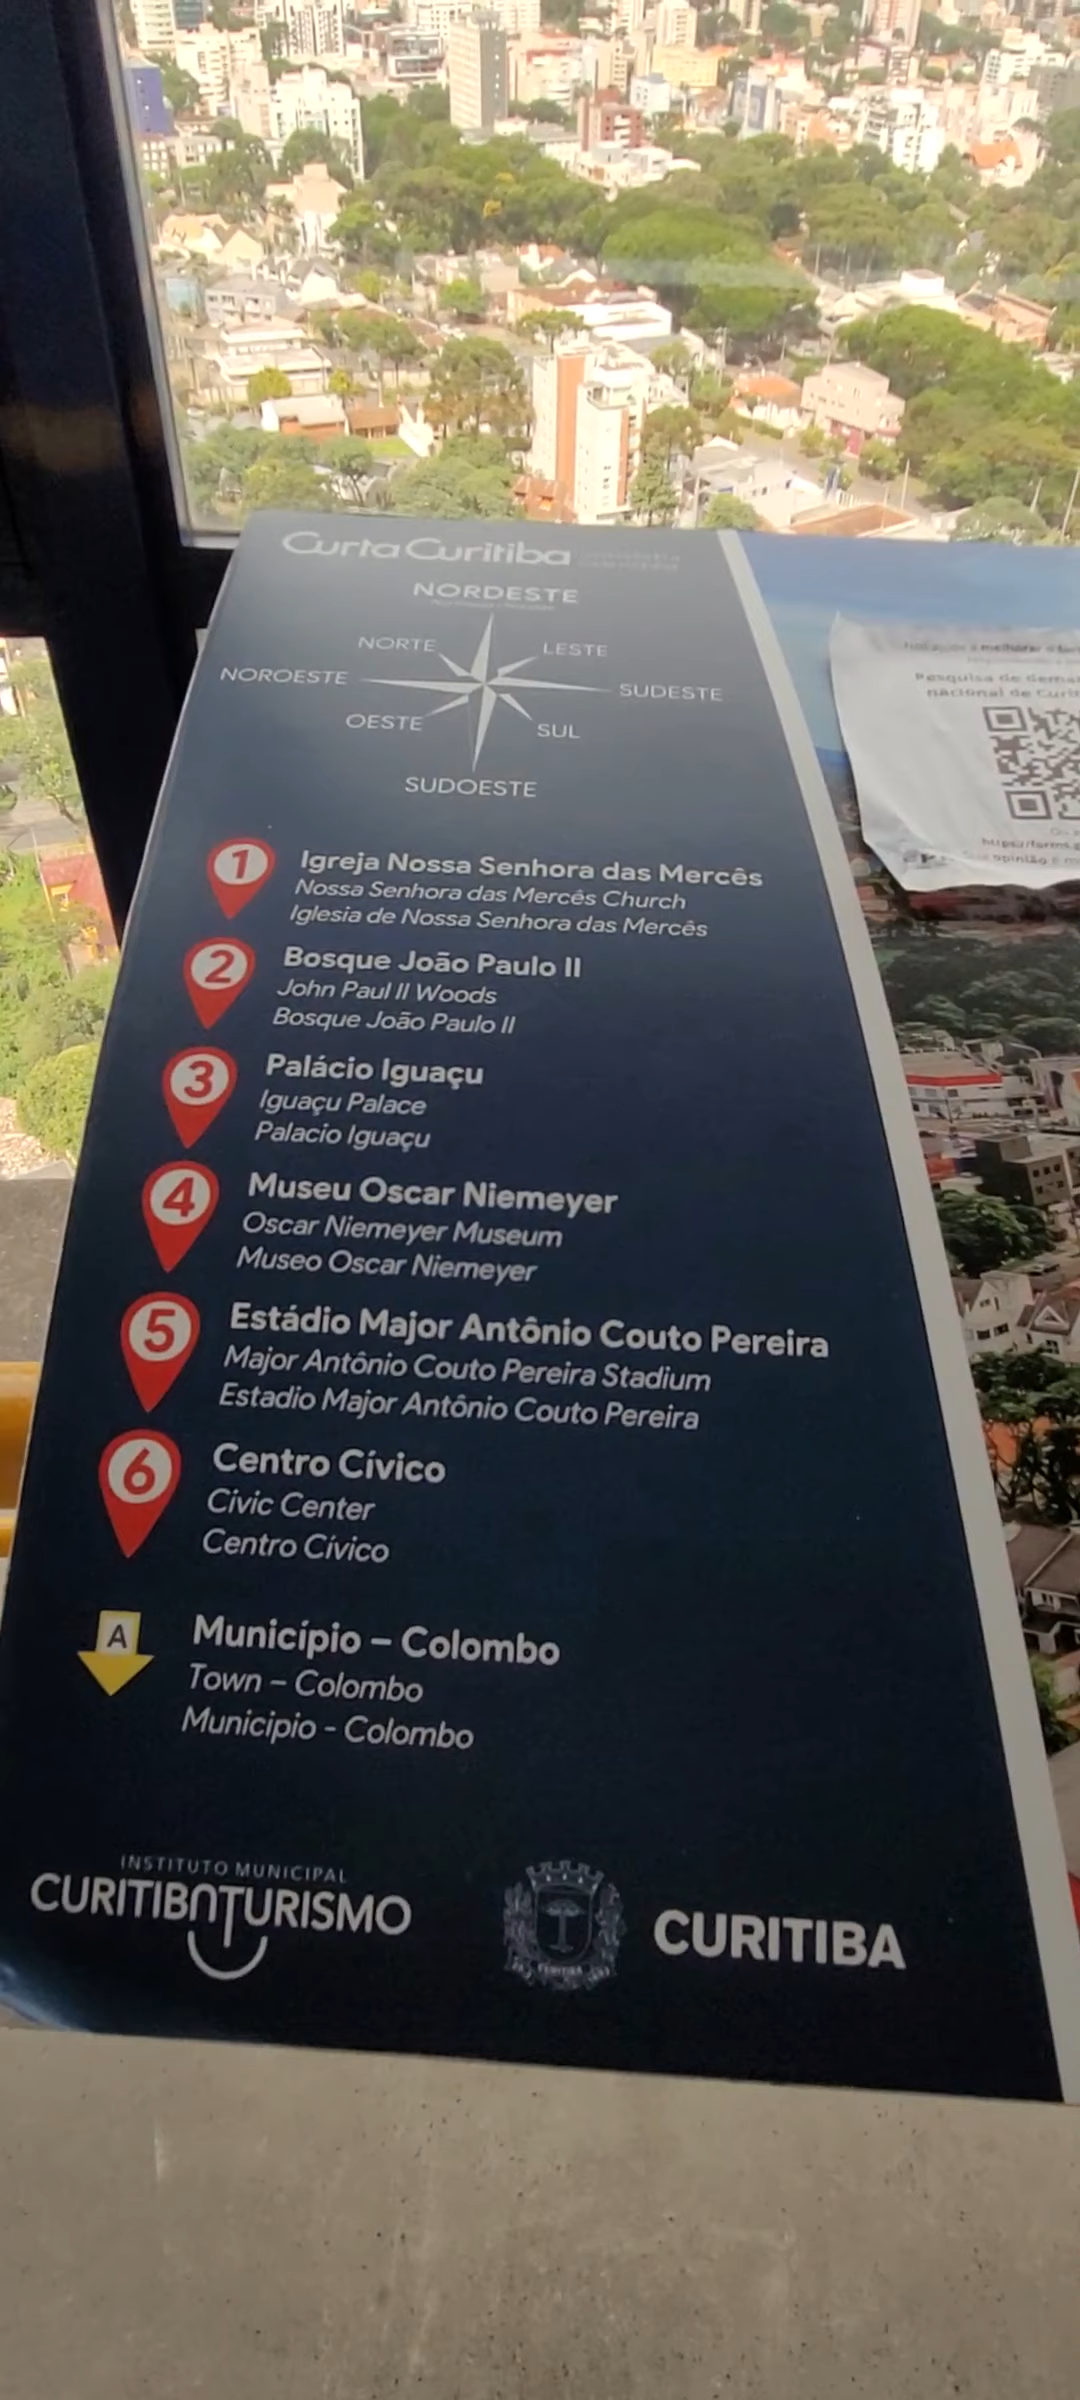 Curta Curitiba
NORDESTE
NORTE
LESTE
NOROESTE
SUDESTE
OESTE
SUL
SUDOESTE
1
Igreja Nossa Senhora das Mercês
Nossa Senhora das Mercês Church
Iglesia de Nossa Senhora das Mercês
2
Bosque João Paulo II
John Paul II Woods
Bosque João Paulo II
3
Palácio Iguaçu
Iguaçu Palace
Palacio Iguaçu
4
Museu Oscar Niemeyer
Oscar Niemeyer Museum
Museo Oscar Niemeyer
5
Estádio Major Antônio Couto Pereira
Major Antônio Couto Pereira Stadium
Estadio Major Antônio Couto Pereira
6
Centro Cívico
Civic Center
Centro Cívico
A
Município – Colombo
Town – Colombo
Municipio - Colombo
INSTITUTO MUNICIPAL
CURITIBATURISMO
CURITIBA
melhorar o
Pesquisa de
nacional de
opinião é